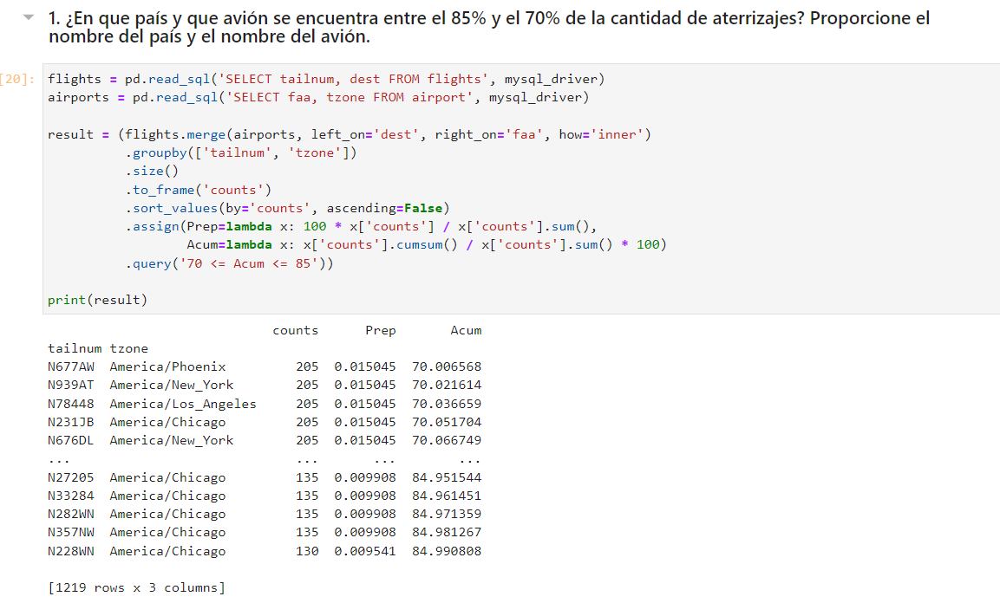 1. ¿En que país y que avión se encuentra entre el 85% y el 70% de la cantidad de aterrizajes? Proporcione el
nombre del país y el nombre del avión.
[20]:
flights = pd.read_sql('SELECT tailnum, dest FROM flights', mysql_driver)
airports = pd.read_sql('SELECT faa, tzone FROM airport', mysql_driver)
result = (flights.merge(airports, left_on='dest', right_on='faa', how='inner')
.groupby(['tailnum', 'tzone'])
.size()
.to_frame('counts')
.sort_values(by='counts', ascending=False)
.assign(Prep=lambda x: 100 * x['counts'] / x['counts'].sum(),
Acum=lambda x: x['counts'].cumsum() / x['counts'].sum() * 100)
.query('70 <= Acum <= 85'))
print(result)
counts Prep Acum
tailnum tzone
N677AW America/Phoenix 205 0.015045 70.006568
N939AT America/New_York 205 0.015045 70.021614
N78448 America/Los_Angeles 205 0.015045 70.036659
N231JB America/Chicago 205 0.015045 70.051704
N676DL America/New_York 205 0.015045 70.066749
... ... ... ...
N27205 America/Chicago 135 0.009908 84.951544
N33284 America/Chicago 135 0.009908 84.961451
N282WN America/Chicago 135 0.009908 84.971359
N357NW America/Chicago 135 0.009908 84.981267
N228WN America/Chicago 130 0.009541 84.990808
[1219 rows x 3 columns]